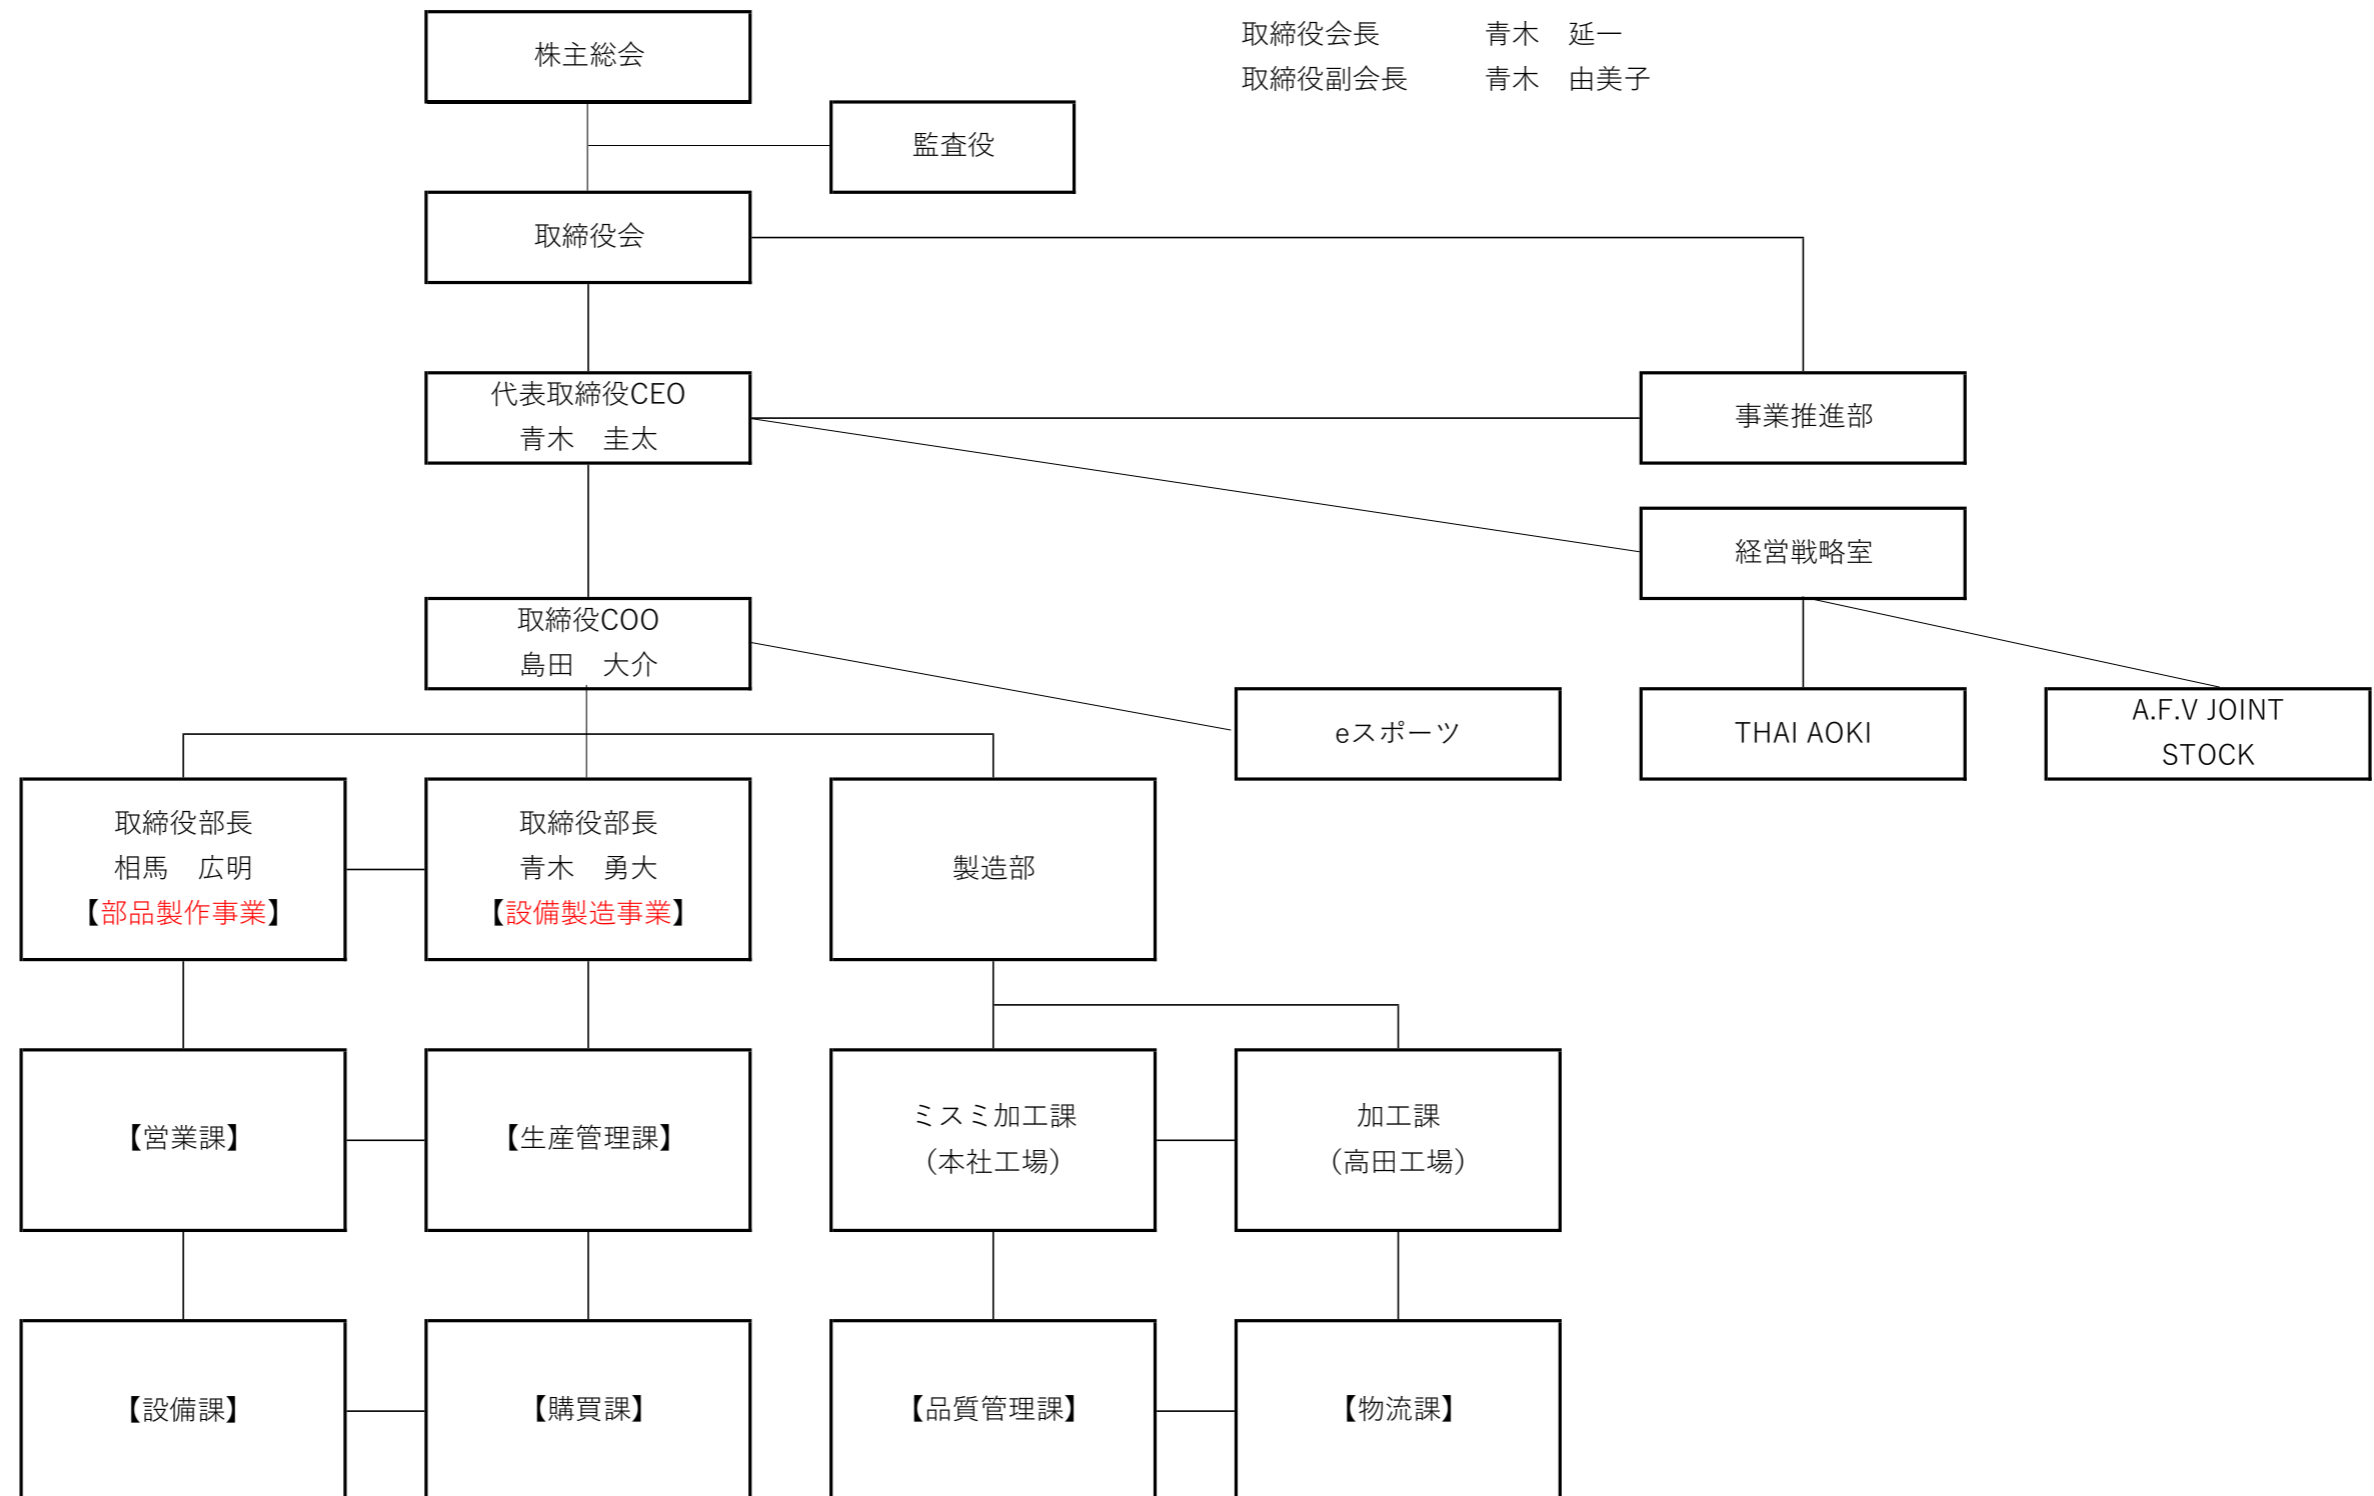 株主総会
取締役会長　青木　延一
取締役副会長　青木　由美子
監査役
取締役会
代表取締役CEO
青木　圭太
事業推進部
経営戦略室
取締役COO
島田　大介
eスポーツ
THAI AOKI
A.F.V JOINT
STOCK
取締役部長
相馬　広明
【部品製作事業】
取締役部長
青木　勇大
【設備製造事業】
製造部
【営業課】
【生産管理課】
ミスミ加工課
（本社工場）
加工課
（高田工場）
【設備課】
【購買課】
【品質管理課】
【物流課】